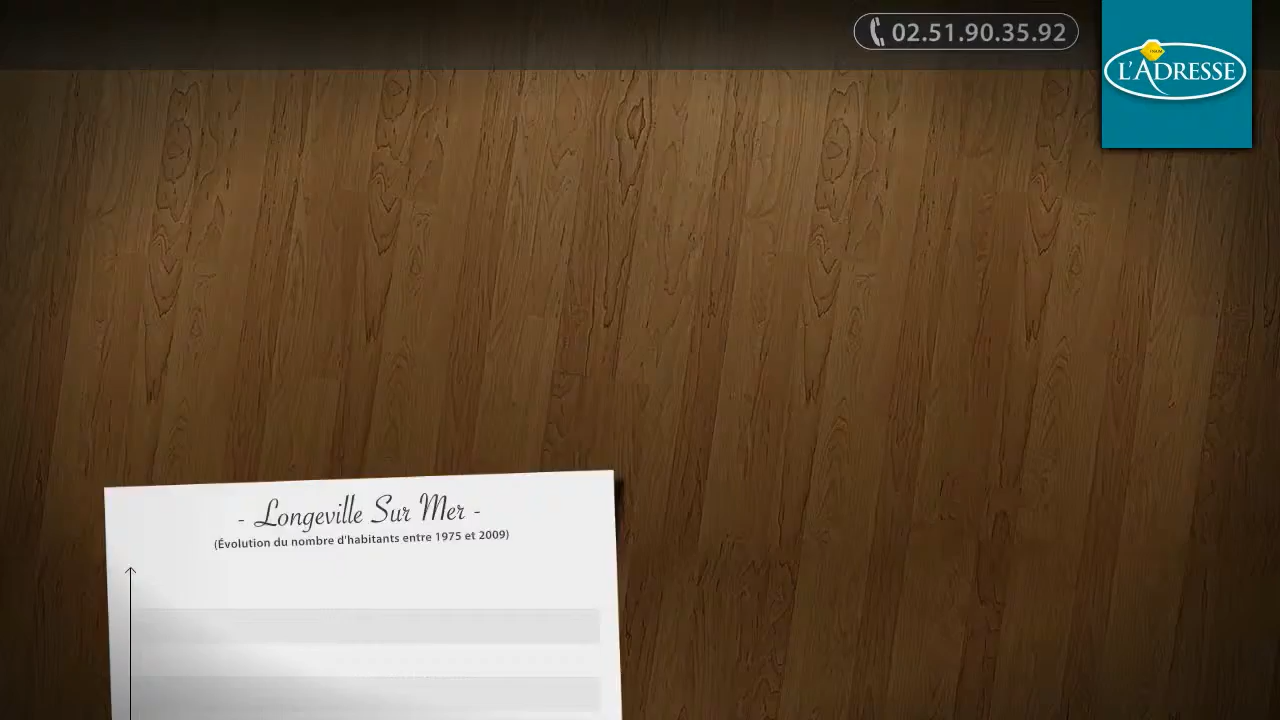 02.51.90.35.92
L'ADRESSE
- Longeville Sur Mer -
(Évolution du nombre d'habitants entre 1975 et 2009)